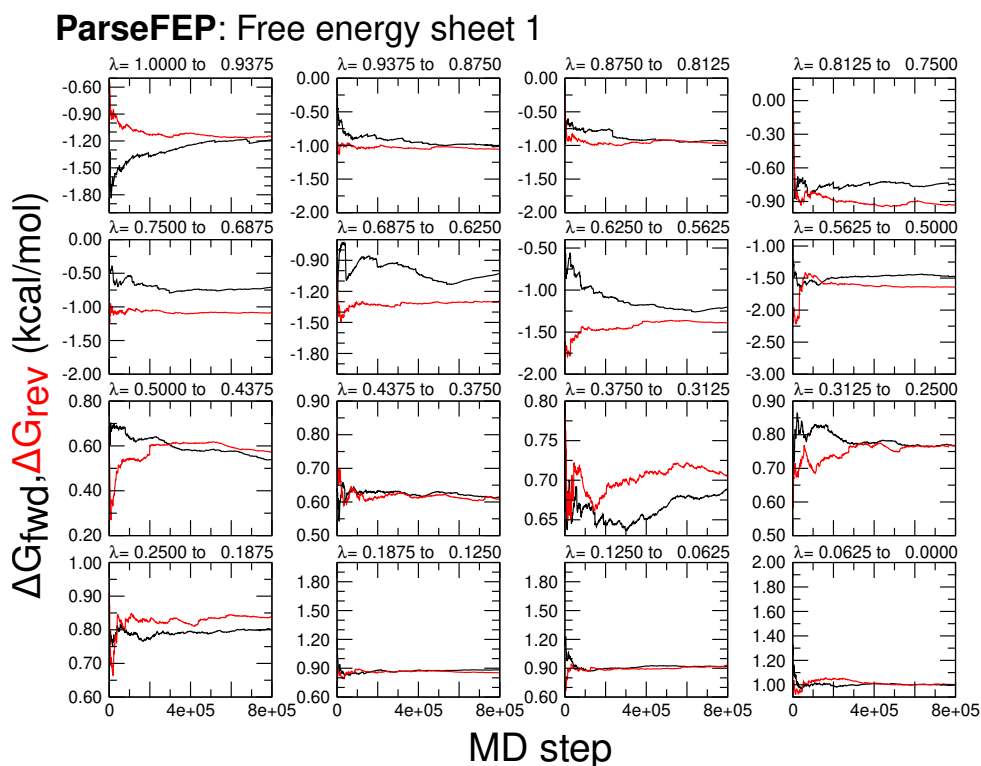 ParseFEP: Free energy sheet 1
ΔGfwd,ΔGrev (kcal/mol)
λ= 1.0000 to 0.9375
-0.60
-0.90
-1.20
-1.50
-1.80
λ= 0.9375 to 0.8750
0.00
-0.50
-1.00
-1.50
-2.00
λ= 0.8750 to 0.8125
0.00
-0.50
-1.00
-1.50
-2.00
λ= 0.8125 to 0.7500
0.00
-0.30
-0.60
-0.90
λ= 0.7500 to 0.6875
0.00
-0.50
-1.00
-1.50
-2.00
λ= 0.6875 to 0.6250
-0.90
-1.20
-1.50
-1.80
λ= 0.6250 to 0.5625
-0.50
-1.00
-1.50
-2.00
λ= 0.5625 to 0.5000
-1.00
-1.50
-2.00
-2.50
-3.00
λ= 0.5000 to 0.4375
0.80
0.60
0.40
0.20
λ= 0.4375 to 0.3750
0.90
0.80
0.70
0.60
0.50
λ= 0.3750 to 0.3125
0.80
0.75
0.70
0.65
λ= 0.3125 to 0.2500
0.90
0.80
0.70
0.60
0.50
λ= 0.2500 to 0.1875
1.00
0.90
0.80
0.70
0.60
0
4e+05
8e+05
λ= 0.1875 to 0.1250
1.80
1.50
1.20
0.90
0.60
0
4e+05
8e+05
λ= 0.1250 to 0.0625
1.80
1.50
1.20
0.90
0.60
0
4e+05
8e+05
λ= 0.0625 to 0.0000
2.00
1.80
1.60
1.40
1.20
1.00
0
4e+05
8e+05
MD step